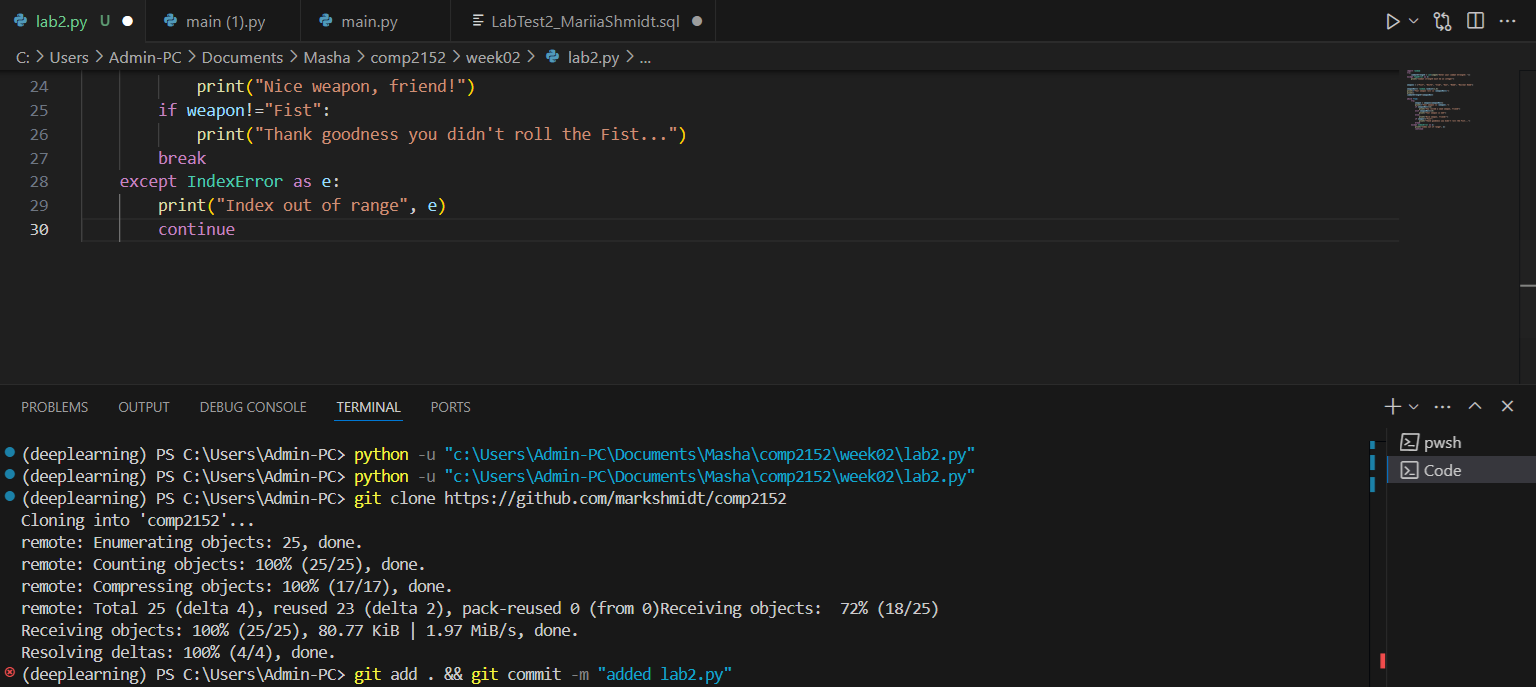 lab2.py U main (1).py main.py LabTest2_MariiaShmidt.sql
C: > Users > Admin-PC > Documents > Masha > comp2152 > week02 > lab2.py > ...
24 print("Nice weapon, friend!")
25 if weapon!="Fist":
26 print("Thank goodness you didn't roll the Fist...")
27 break
28 except IndexError as e:
29 print("Index out of range", e)
30 continue
PROBLEMS OUTPUT DEBUG CONSOLE TERMINAL PORTS
(deeplearning) PS C:\Users\Admin-PC> python -u "c:\Users\Admin-PC\Documents\Masha\comp2152\week02\lab2.py"
(deeplearning) PS C:\Users\Admin-PC> python -u "c:\Users\Admin-PC\Documents\Masha\comp2152\week02\lab2.py"
(deeplearning) PS C:\Users\Admin-PC> git clone https://github.com/markshmidt/comp2152
Cloning into 'comp2152'...
remote: Enumerating objects: 25, done.
remote: Counting objects: 100% (25/25), done.
remote: Compressing objects: 100% (17/17), done.
remote: Total 25 (delta 4), reused 23 (delta 2), pack-reused 0 (from 0)Receiving objects:  72% (18/25)
Receiving objects: 100% (25/25), 80.77 KiB | 1.97 MiB/s, done.
Resolving deltas: 100% (4/4), done.
(deeplearning) PS C:\Users\Admin-PC> git add . && git commit -m "added lab2.py"
pwsh
Code